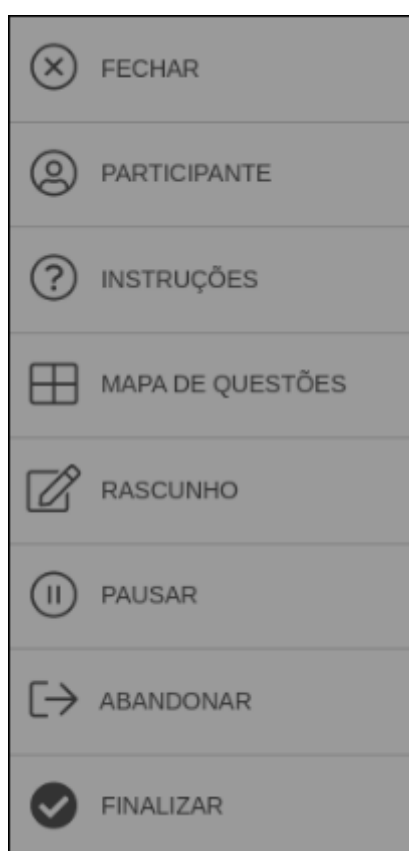 FECHAR
PARTICIPANTE
INSTRUÇÕES
MAPA DE QUESTÕES
RASCUNHO
PAUSAR
ABANDONAR
FINALIZAR